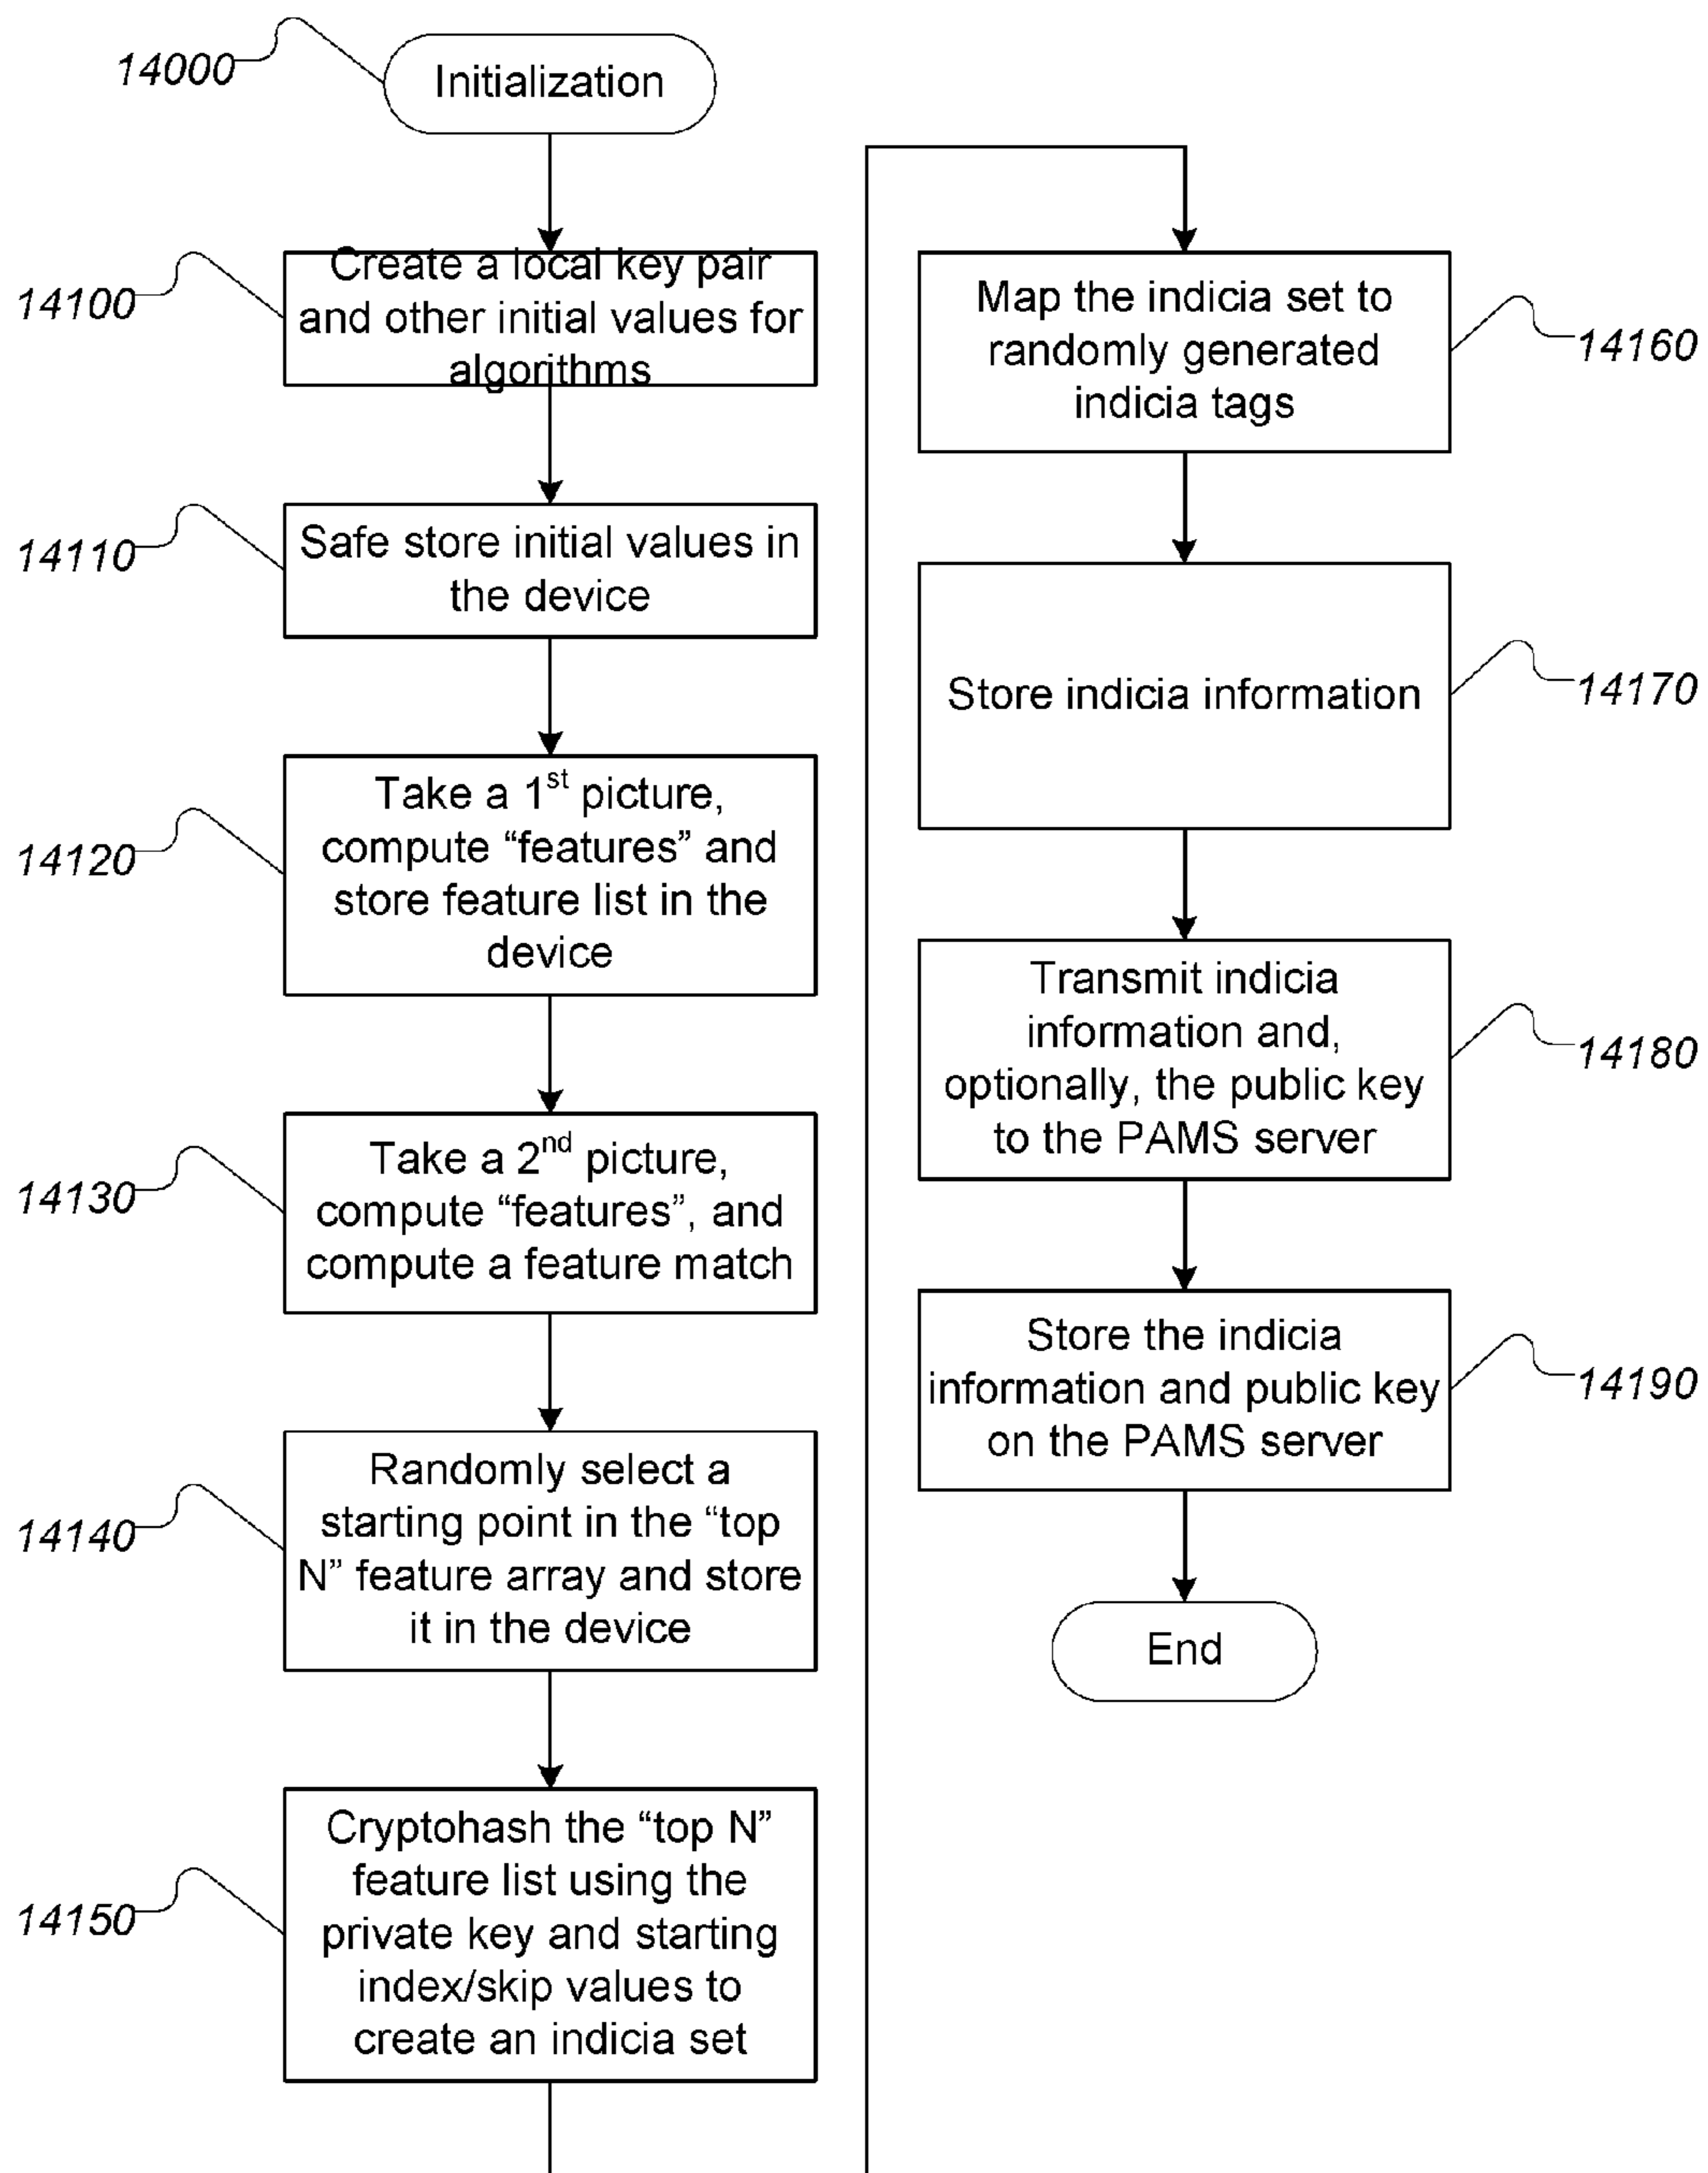 14000
Initialization
14100
Create a local key pair
and other initial values for
algorithms
14110
Safe store initial values in
the device
14120
Take a 1st picture,
compute “features” and
store feature list in the
device
14130
Take a 2nd picture,
compute “features”, and
compute a feature match
14140
Randomly select a
starting point in the “top
N” feature array and store
it in the device
14150
Cryptohash the “top N”
feature list using the
private key and starting
index/skip values to
create an indicia set
Map the indicia set to
randomly generated
indicia tags
14160
Store indicia information
14170
Transmit indicia
information and,
optionally, the public key
to the PAMS server
14180
Store the indicia
information and public key
on the PAMS server
14190
End